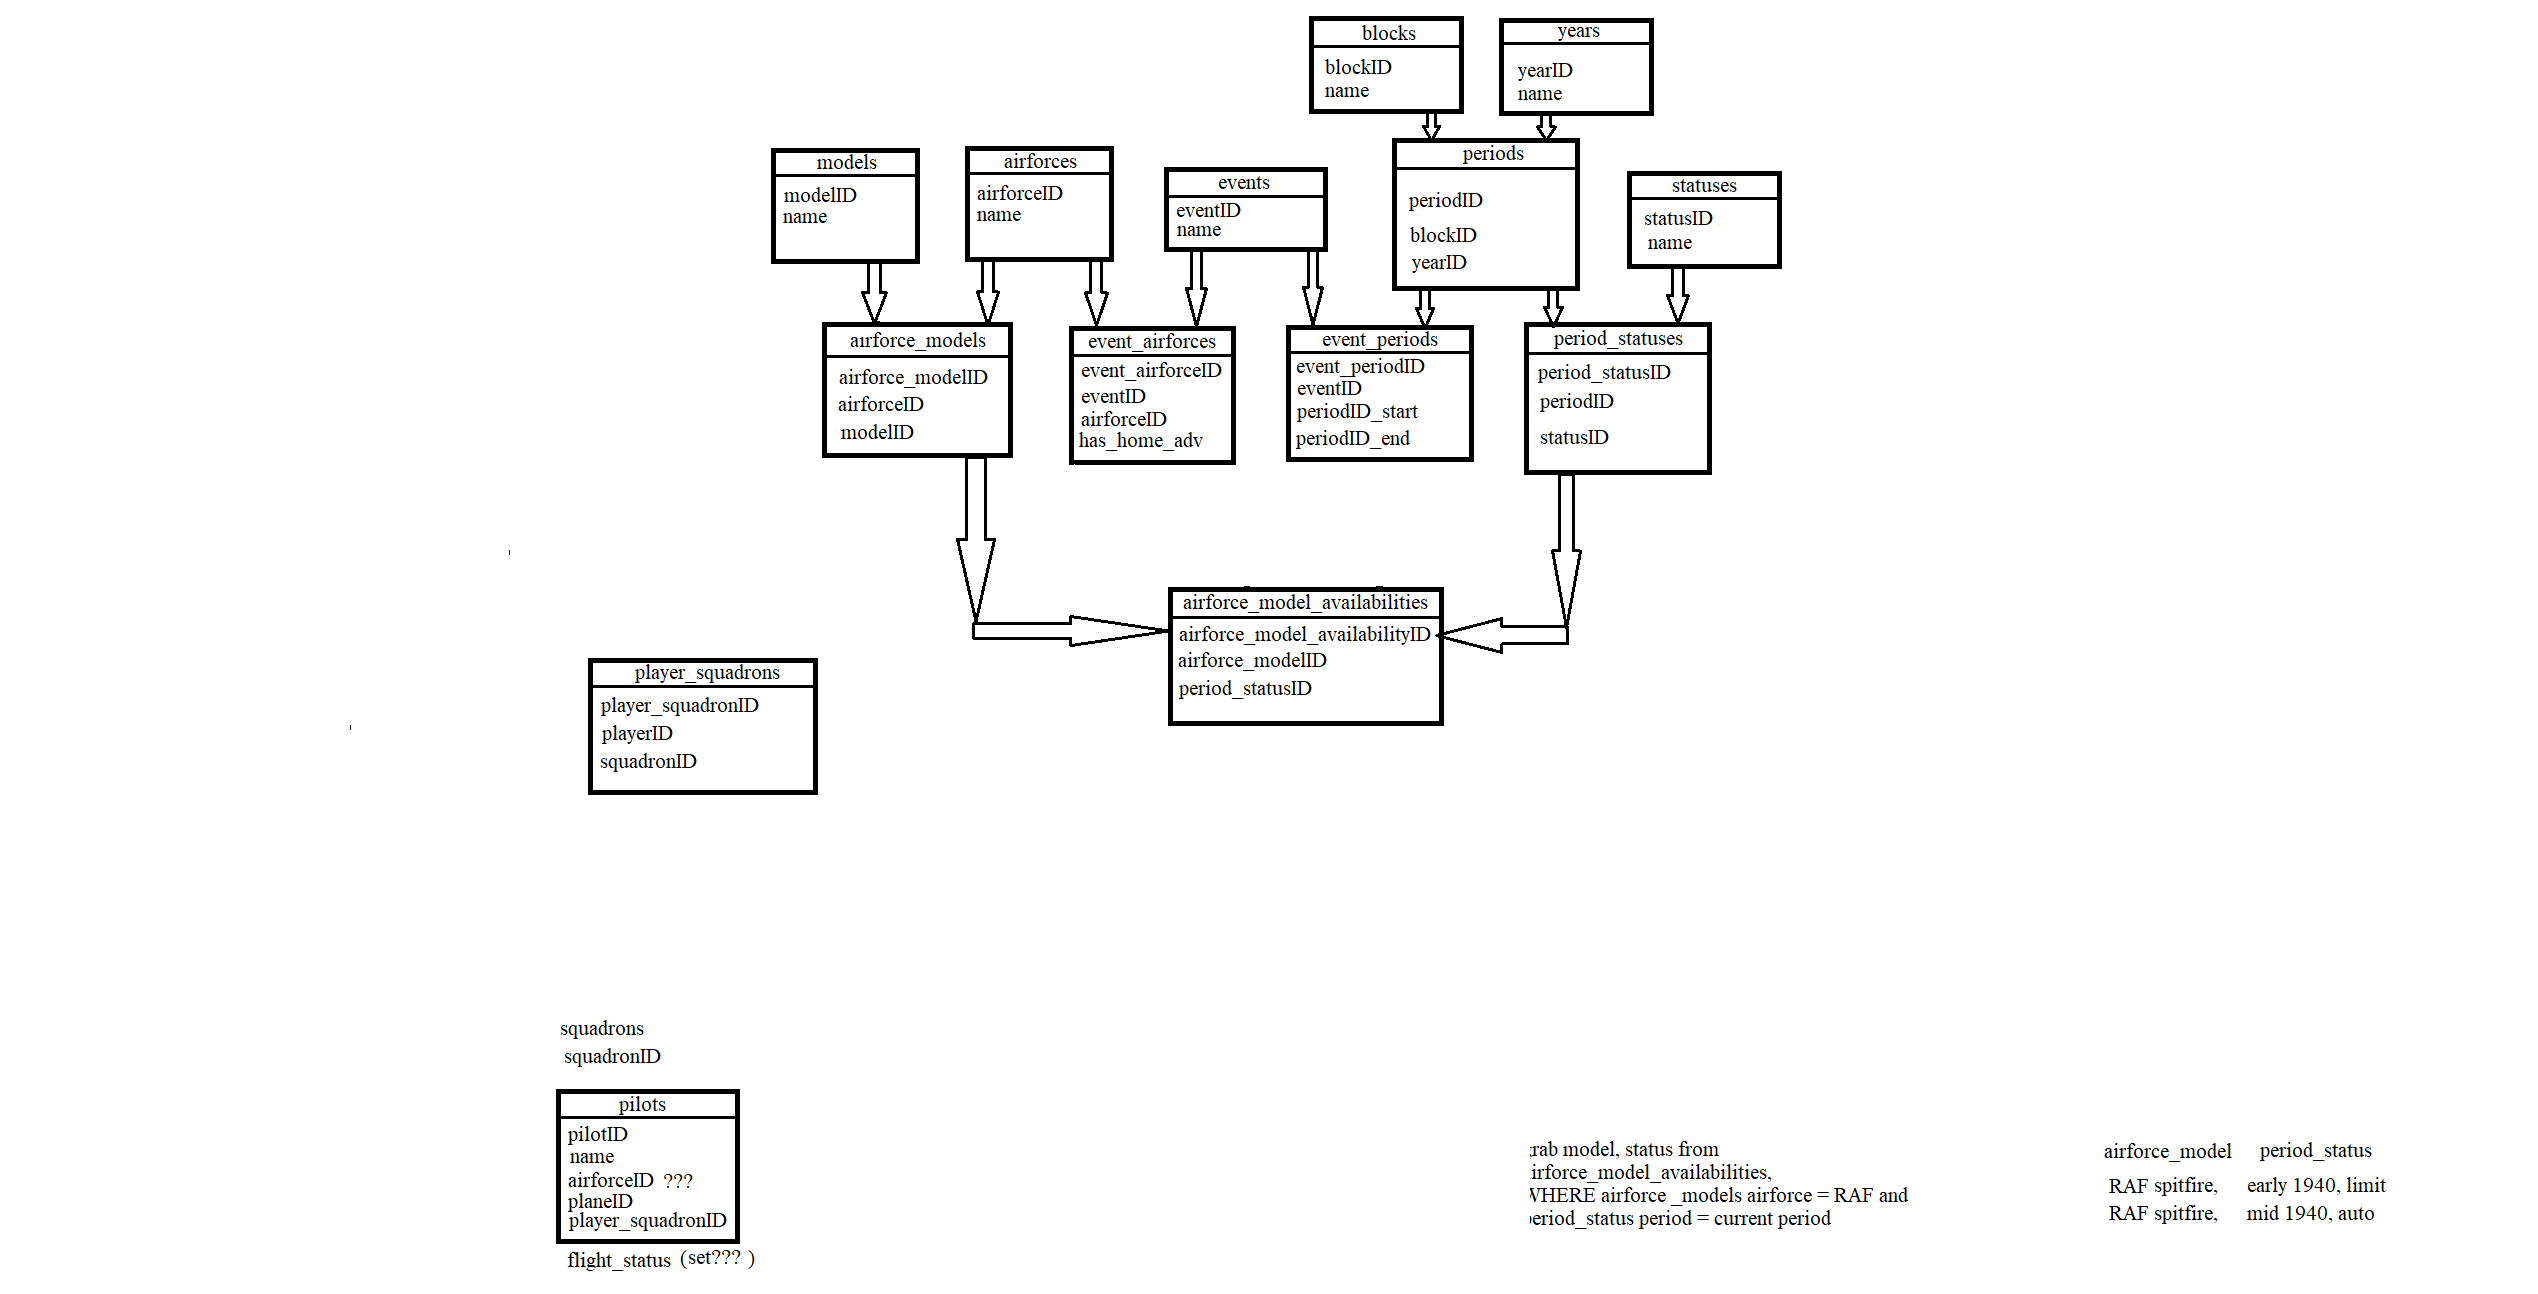 blocks
blockID
name
years
yearID
name
models
modelID
name
airforces
airforceID
name
events
eventID
name
periods
periodID
blockID
yearID
statuses
statusID
name
airforce_models
airforce_modelID
airforceID
modelID
event_airforces
event_airforceID
eventID
airforceID
has_home_adv
event_periods
event_periodID
eventID
periodID_start
periodID_end
period_statuses
period_statusID
periodID
statusID
airforce_model_availabilities
airforce_model_availabilityID
airforce_modelID
period_statusID
player_squadrons
player_squadronID
playerID
squadronID
squadrons
squadronID
pilots
pilotID
name
airforceID ???
planeID
player_squadronID
flight_status (set??? )
rab model, status from
irforce_model_availabilities,
WHERE airforce _models airforce = RAF and
period_status period = current period
airforce_model period_status
RAF spitfire, early 1940, limit
RAF spitfire, mid 1940, auto